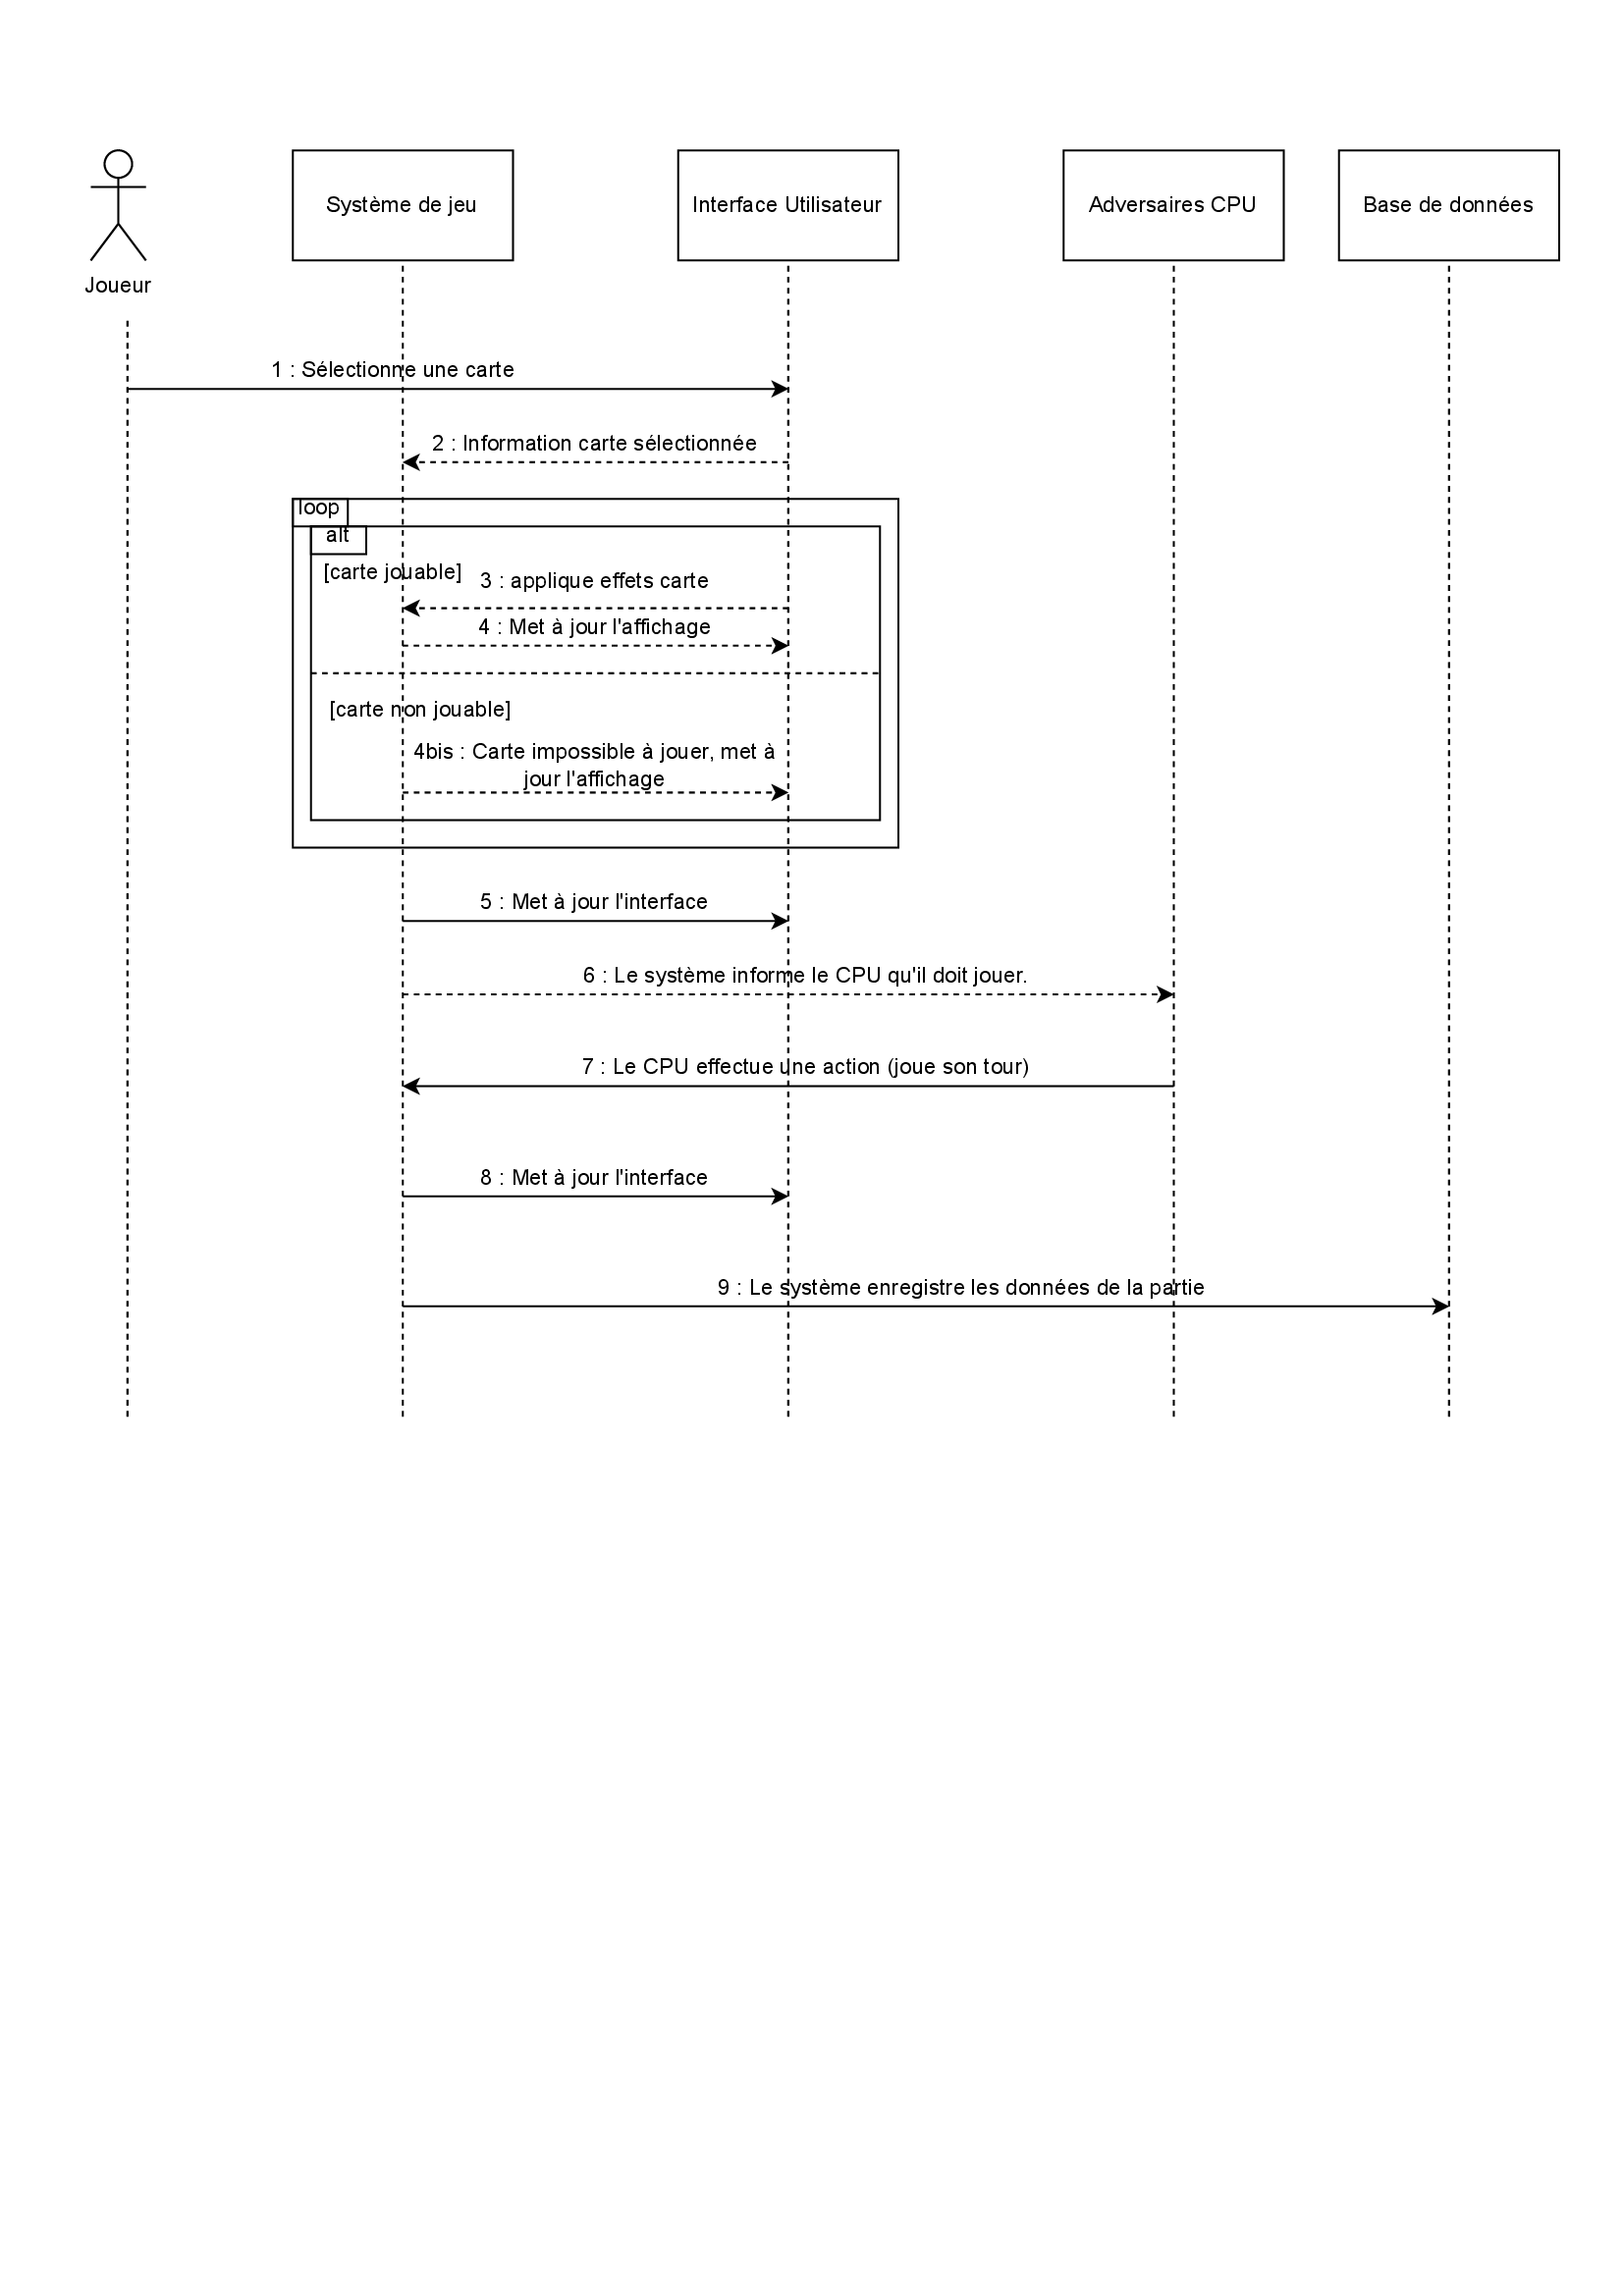 Système de jeu
Interface Utilisateur
Adversaires CPU
Base de données
Joueur
1 : Sélectionne une carte
2 : Information carte sélectionnée
loop
alt
[carte jouable]
3 : applique effets carte
4 : Met à jour l'affichage
[carte non jouable]
4bis : Carte impossible à jouer, met à
jour l'affichage
5 : Met à jour l'interface
6 : Le système informe le CPU qu'il doit jouer.
7 : Le CPU effectue une action (joue son tour)
8 : Met à jour l'interface
9 : Le système enregistre les données de la partie